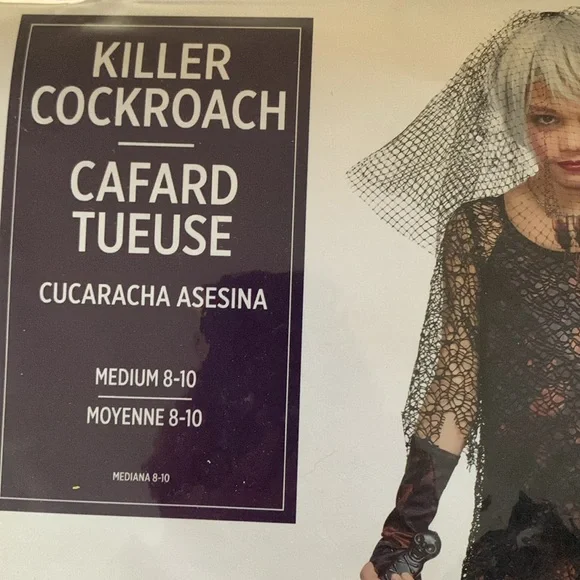 KILLER
COCKROACH
CAFARD
TUEUSE
CUCARACHA ASESINA
MEDIUM 8-10
MOYENNE 8-10
MEDIANA 8-10